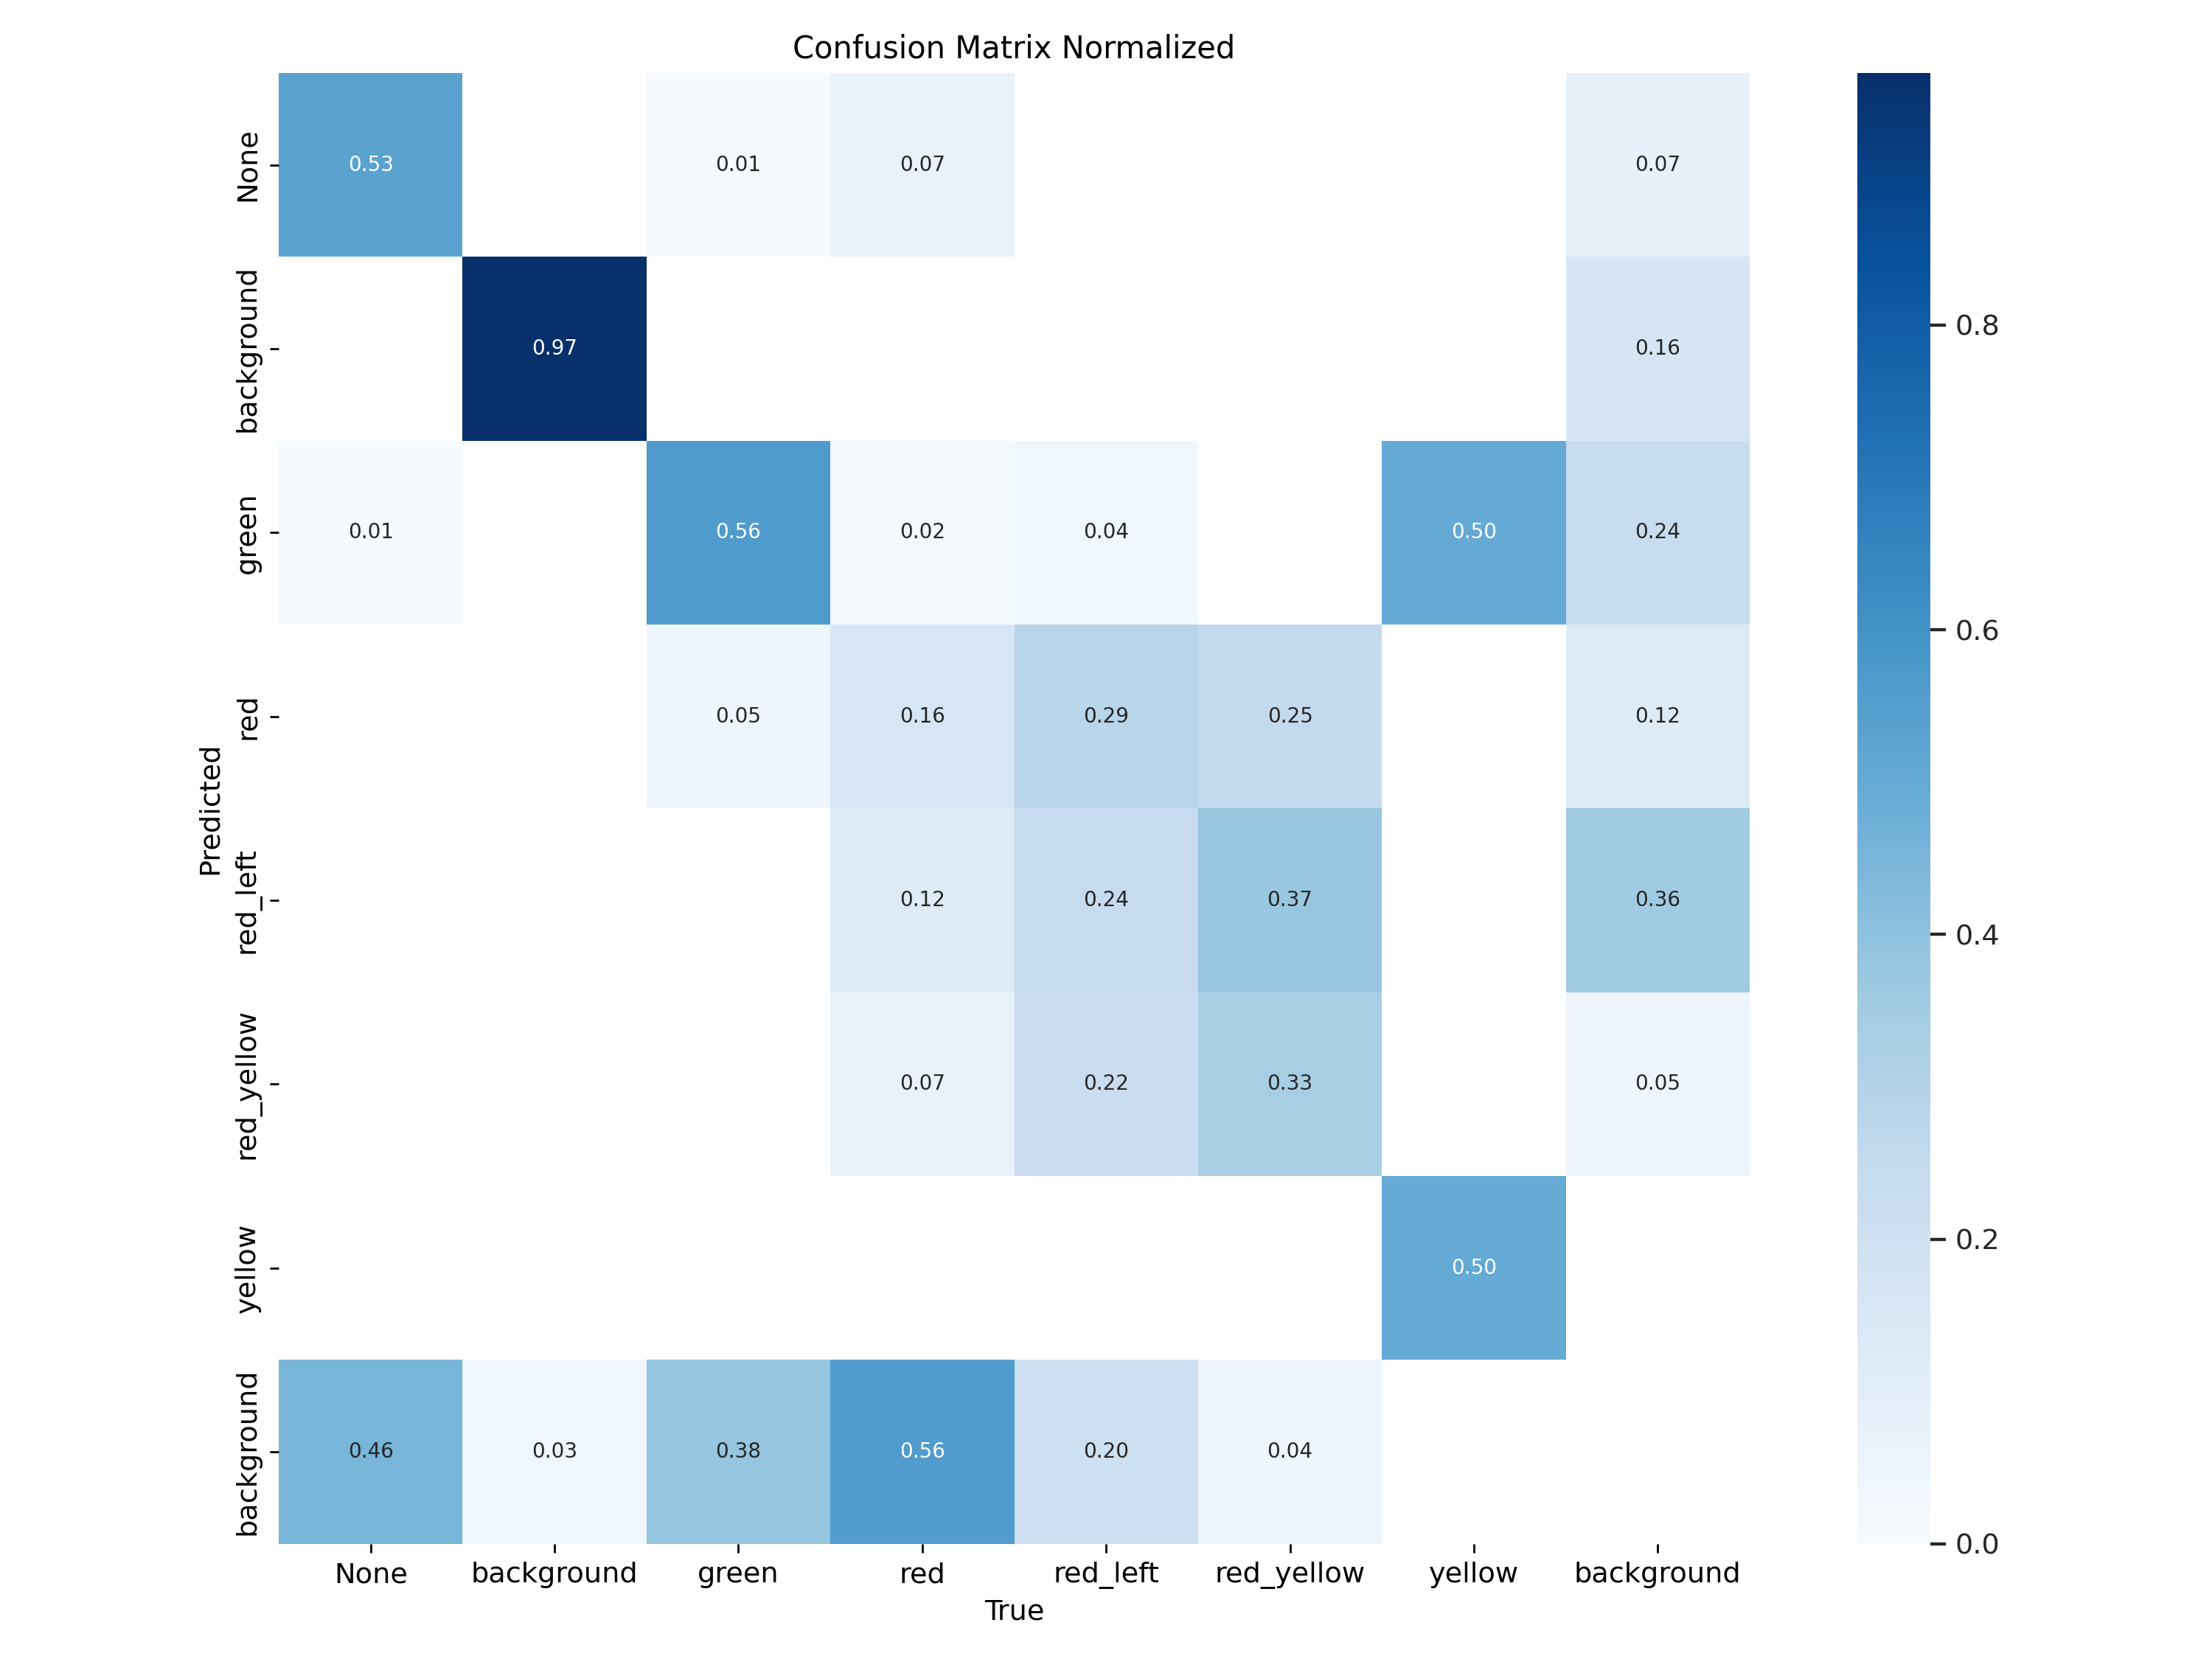 Confusion Matrix Normalized
None
0.53
0.01
0.07
0.07
background
0.97
0.16
0.8
green
0.01
0.56
0.02
0.04
0.50
0.24
0.6
red
0.05
0.16
0.29
0.25
0.12
Predicted
red_left
0.12
0.24
0.37
0.36
0.4
red_yellow
0.07
0.22
0.33
0.05
0.2
yellow
0.50
background
0.46
0.03
0.38
0.56
0.20
0.04
0.0
None
background
green
red
red_left
red_yellow
yellow
background
True